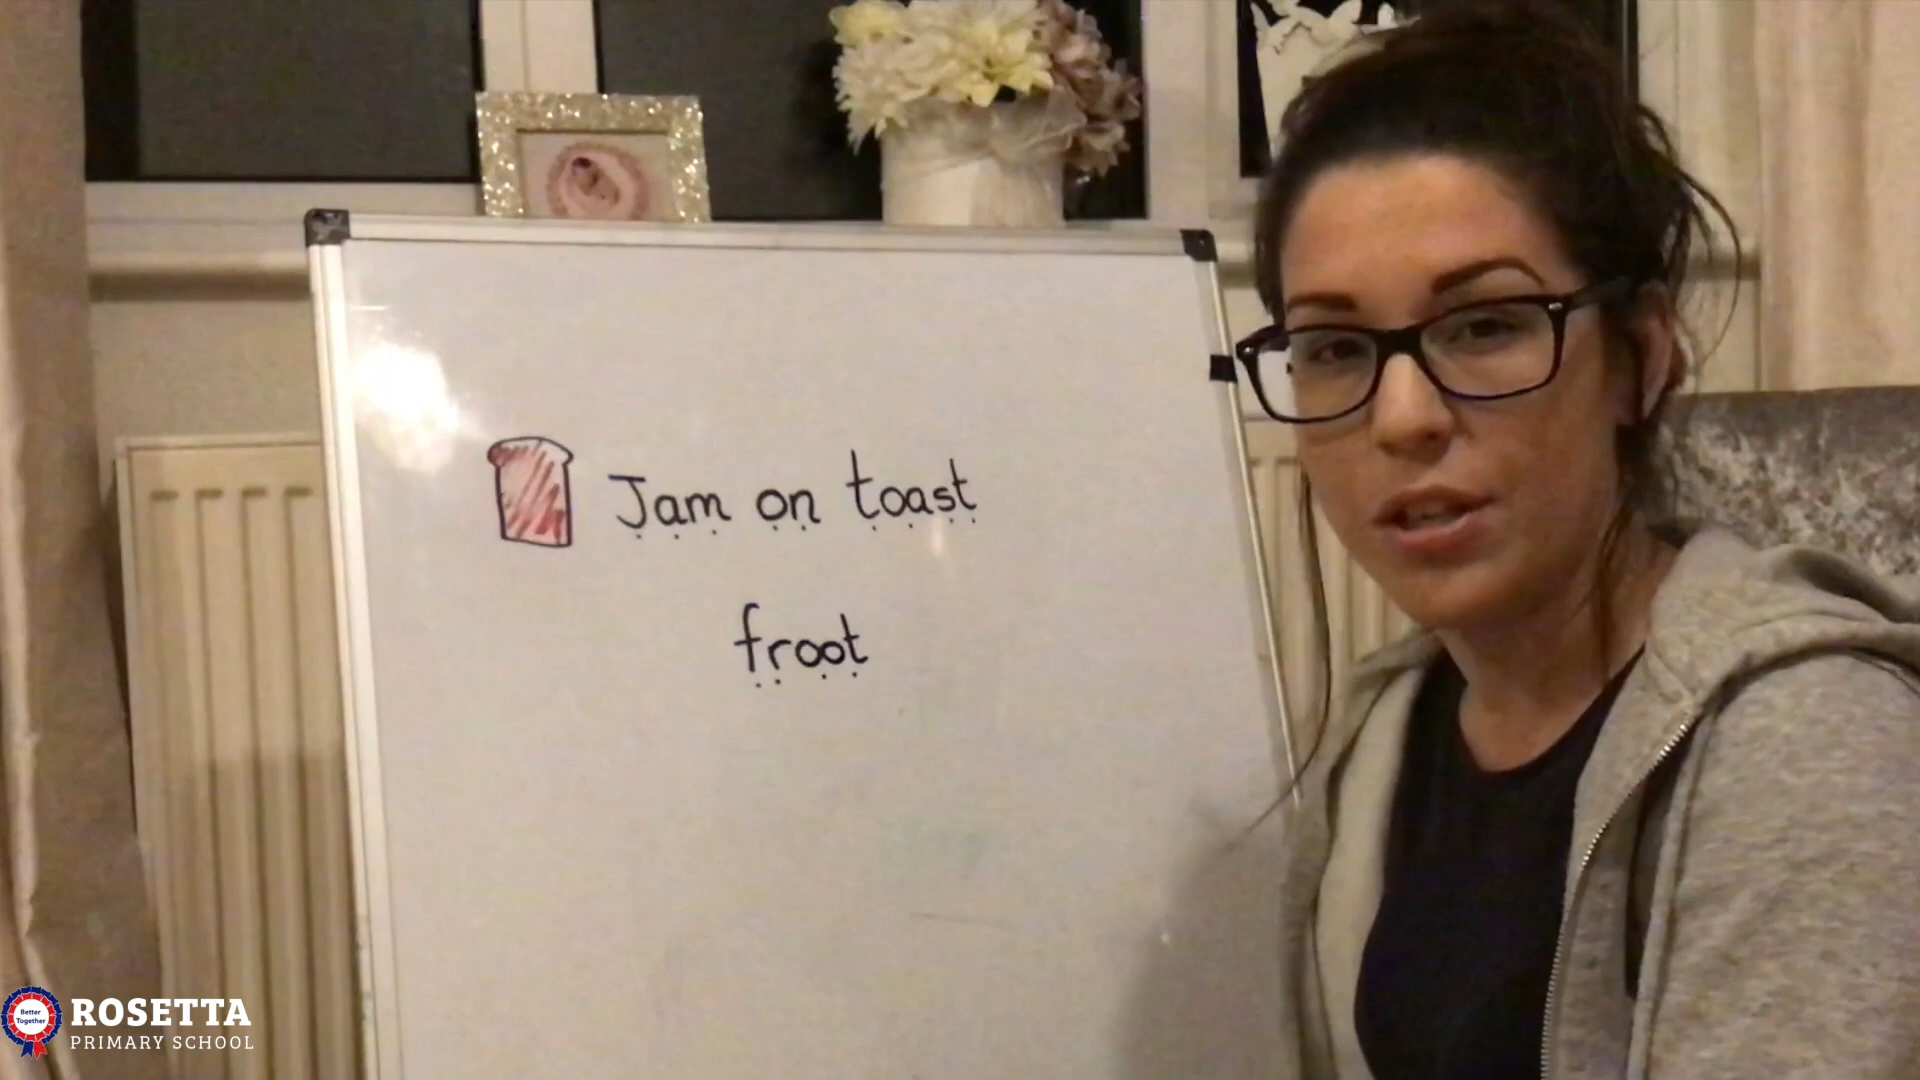 Jam on toast
froot
Better
Together
ROSETTA
PRIMARY SCHOOL